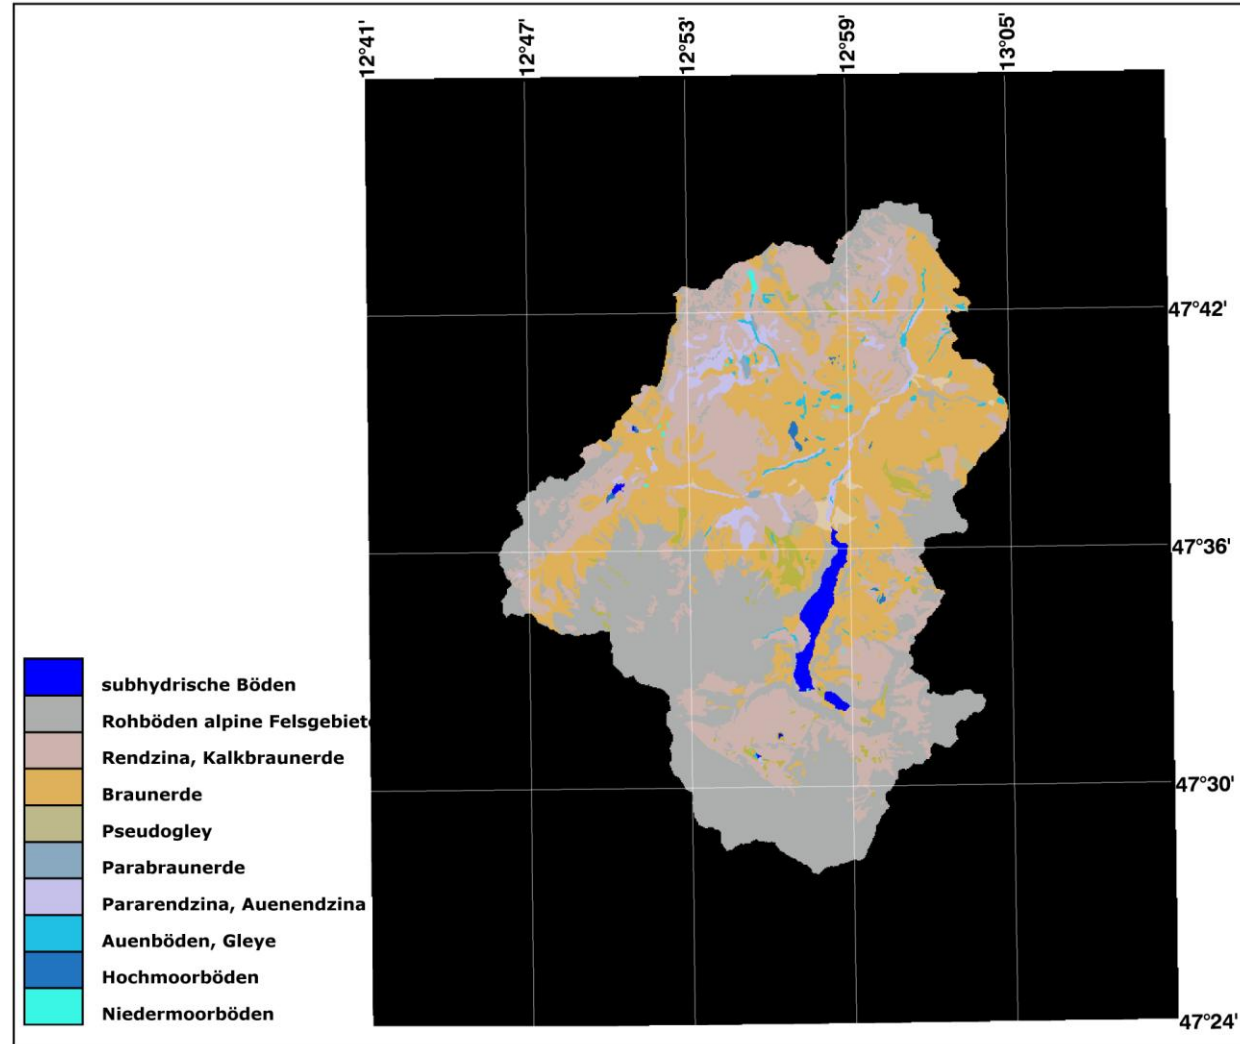 12°41'
12°47'
12°53'
12°59'
13°05'
47°42'
47°36'
47°30'
47°24'
subhydrische Böden
Rohböden alpine Felsgebiete
Rendzina, Kalkbraunerde
Braunerde
Pseudogley
Parabraunerde
Pararendzina, Auenendzina
Auenböden, Gleye
Hochmoorböden
Niedermoorböden